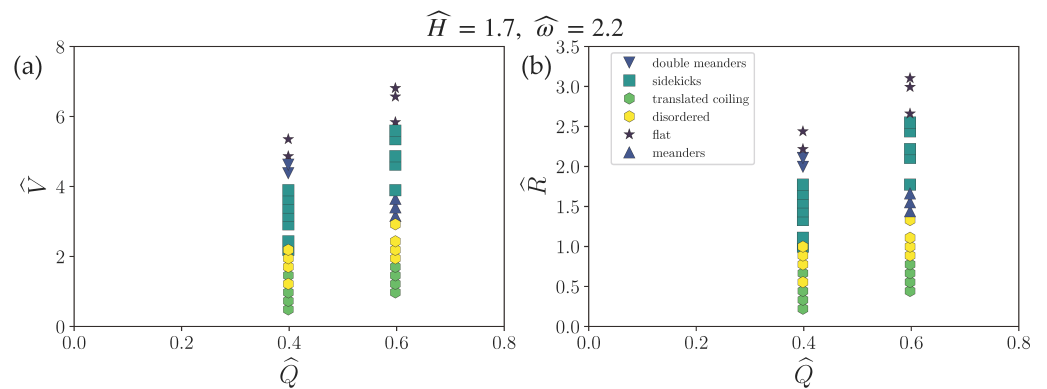 Ĥ = 1.7, ω̂ = 2.2
(a)
8
6
4
2
0
V̂
0.0 0.2 0.4 0.6 0.8
Q̂
(b)
3.5
3.0
2.5
2.0
1.5
1.0
0.5
0.0
R̂
double meanders
sidekicks
translated coiling
disordered
flat
meanders
0.0 0.2 0.4 0.6 0.8
Q̂